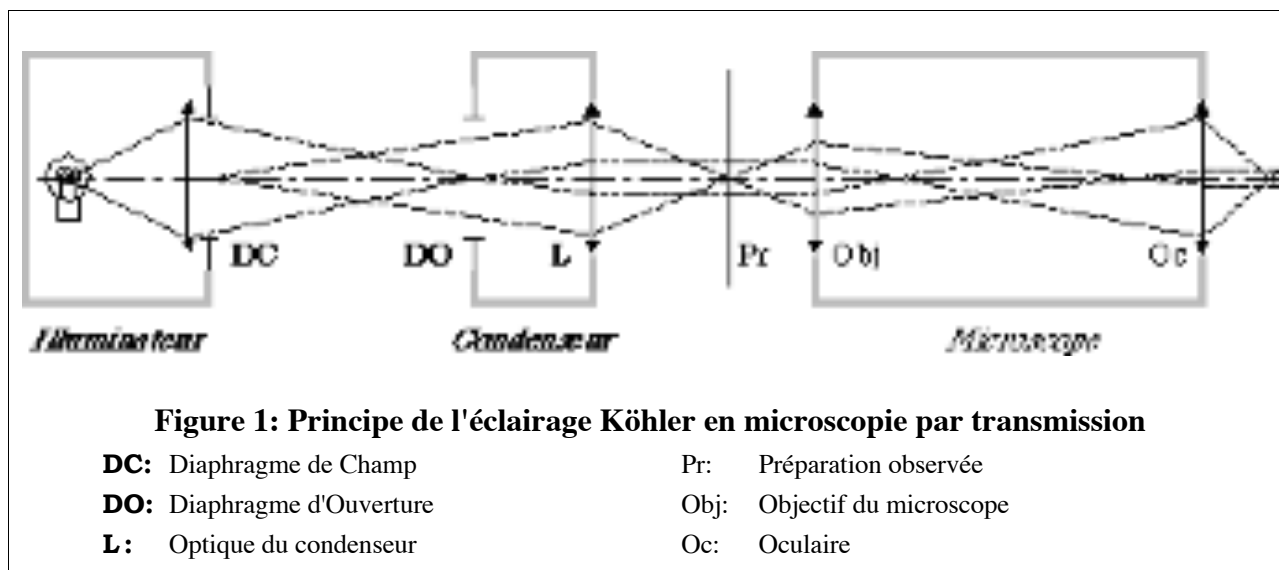 DC
DO
L
Pr
Obj
Oc
Illuminateur
Condenseur
Microscope
Figure 1: Principe de l'éclairage Köhler en microscopie par transmission
DC: Diaphragme de Champ
Pr: Préparation observée
DO: Diaphragme d'Ouverture
Obj: Objectif du microscope
L: Optique du condenseur
Oc: Oculaire